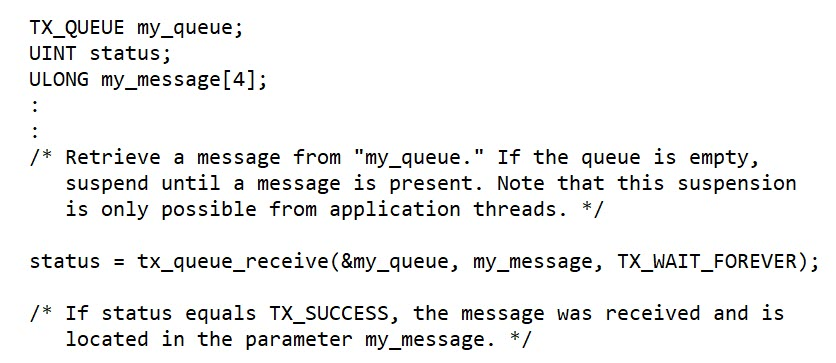 TX_QUEUE my_queue;
UINT status;
ULONG my_message[4];
:
:
/* Retrieve a message from "my_queue." If the queue is empty,
suspend until a message is present. Note that this suspension
is only possible from application threads. */
status = tx_queue_receive(&my_queue, my_message, TX_WAIT_FOREVER);
/* If status equals TX_SUCCESS, the message was received and is
located in the parameter my_message. */